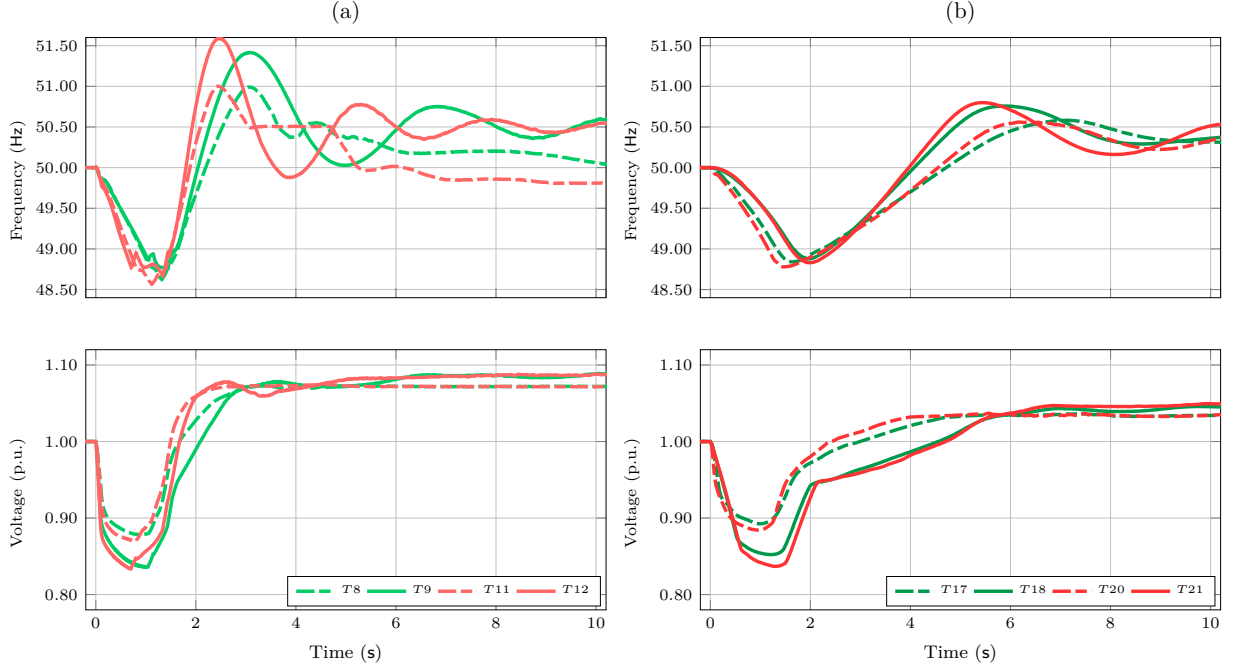 (a)
(b)
51.50
51.00
50.50
50.00
49.50
49.00
48.50
Frequency (Hz)
51.50
51.00
50.50
50.00
49.50
49.00
48.50
Frequency (Hz)
1.10
1.00
0.90
0.80
Voltage (p.u.)
T8 T9 T11 T12
0 2 4 6 8 10
Time (s)
1.10
1.00
0.90
0.80
Voltage (p.u.)
T17 T18 T20 T21
0 2 4 6 8 10
Time (s)